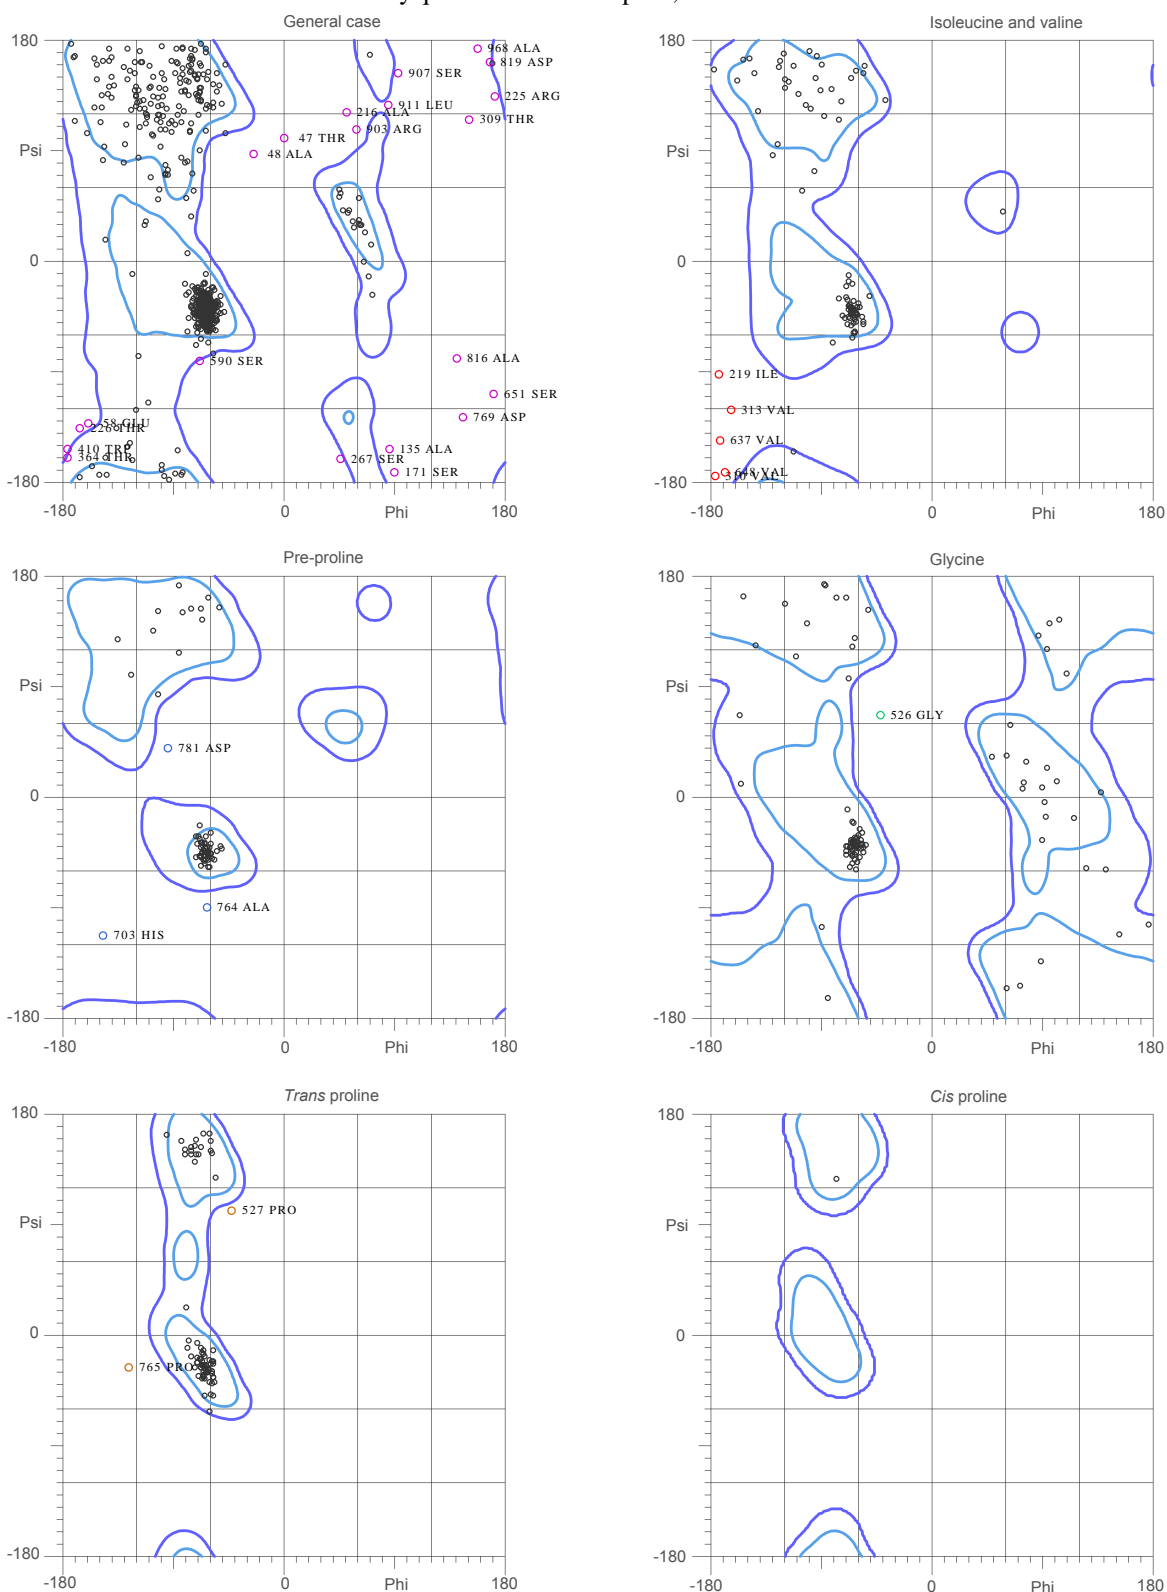 General case
Isoleucine and valine
180
968 ALA
819 ASP
907 SER
225 ARG
911 LEU
216 ALA
309 THR
903 ARG
47 THR
Psi
48 ALA
0
816 ALA
590 SER
651 SER
769 ASP
58 GLU
226 THR
135 ALA
410 TRP
364 THR
267 SER
171 SER
-180
-180 0 Phi 180
180
Psi
0
219 ILE
313 VAL
637 VAL
648 VAL
-180
-180 0 Phi 180
Pre-proline
180
Psi
781 ASP
0
764 ALA
703 HIS
-180
-180 0 Phi 180
Glycine
180
Psi
526 GLY
0
-180
-180 0 Phi 180
Trans proline
180
527 PRO
Psi
0
765 PRO
-180
-180 0 Phi 180
Cis proline
180
Psi
0
-180
-180 0 Phi 180